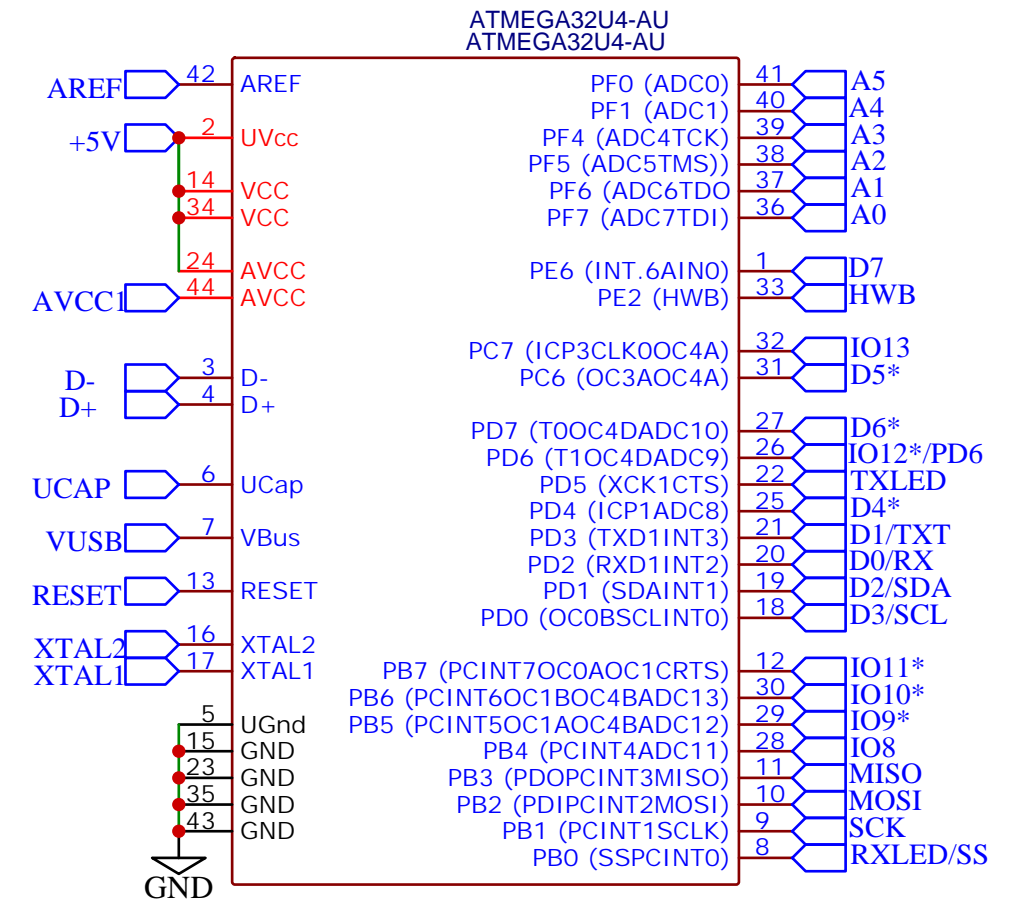 ATMEGA32U4-AU
ATMEGA32U4-AU
AREF 42 AREF PF0 (ADC0) 41 A5
PF1 (ADC1) 40 A4
+5V 2 UVcc PF4 (ADC4TCK) 39 A3
PF5 (ADC5TMS)) 38 A2
14 VCC PF6 (ADC6TDO 37 A1
34 VCC PF7 (ADC7TDI) 36 A0
24 AVCC PE6 (INT.6AIN0) 1 D7
AVCC1 44 AVCC PE2 (HWB) 33 HWB
PC7 (ICP3CLK0OC4A) 32 IO13
D- 3 D- PC6 (OC3AOC4A) 31 D5*
D+ 4 D+
PD7 (T0OC4DADC10) 27 D6*
PD6 (T1OC4DADC9) 26 IO12*/PD6
UCAP 6 UCap PD5 (XCK1CTS) 22 TXLED
PD4 (ICP1ADC8) 25 D4*
VUSB 7 VBus PD3 (TXD1INT3) 21 D1/TXT
PD2 (RXD1INT2) 20 D0/RX
RESET 13 RESET PD1 (SDAINT1) 19 D2/SDA
PD0 (OC0BSCLINT0) 18 D3/SCL
XTAL2 16 XTAL2
XTAL1 17 XTAL1 PB7 (PCINT7OC0AOC1CRTS) 12 IO11*
PB6 (PCINT6OC1BOC4BADC13) 30 IO10*
5 UGnd PB5 (PCINT5OC1AOC4BADC12) 29 IO9*
15 GND PB4 (PCINT4ADC11) 28 IO8
23 GND PB3 (PDOPCINT3MISO) 11 MISO
35 GND PB2 (PDIPCINT2MOSI) 10 MOSI
43 GND PB1 (PCINT1SCLK) 9 SCK
PB0 (SSPCINT0) 8 RXLED/SS
GND